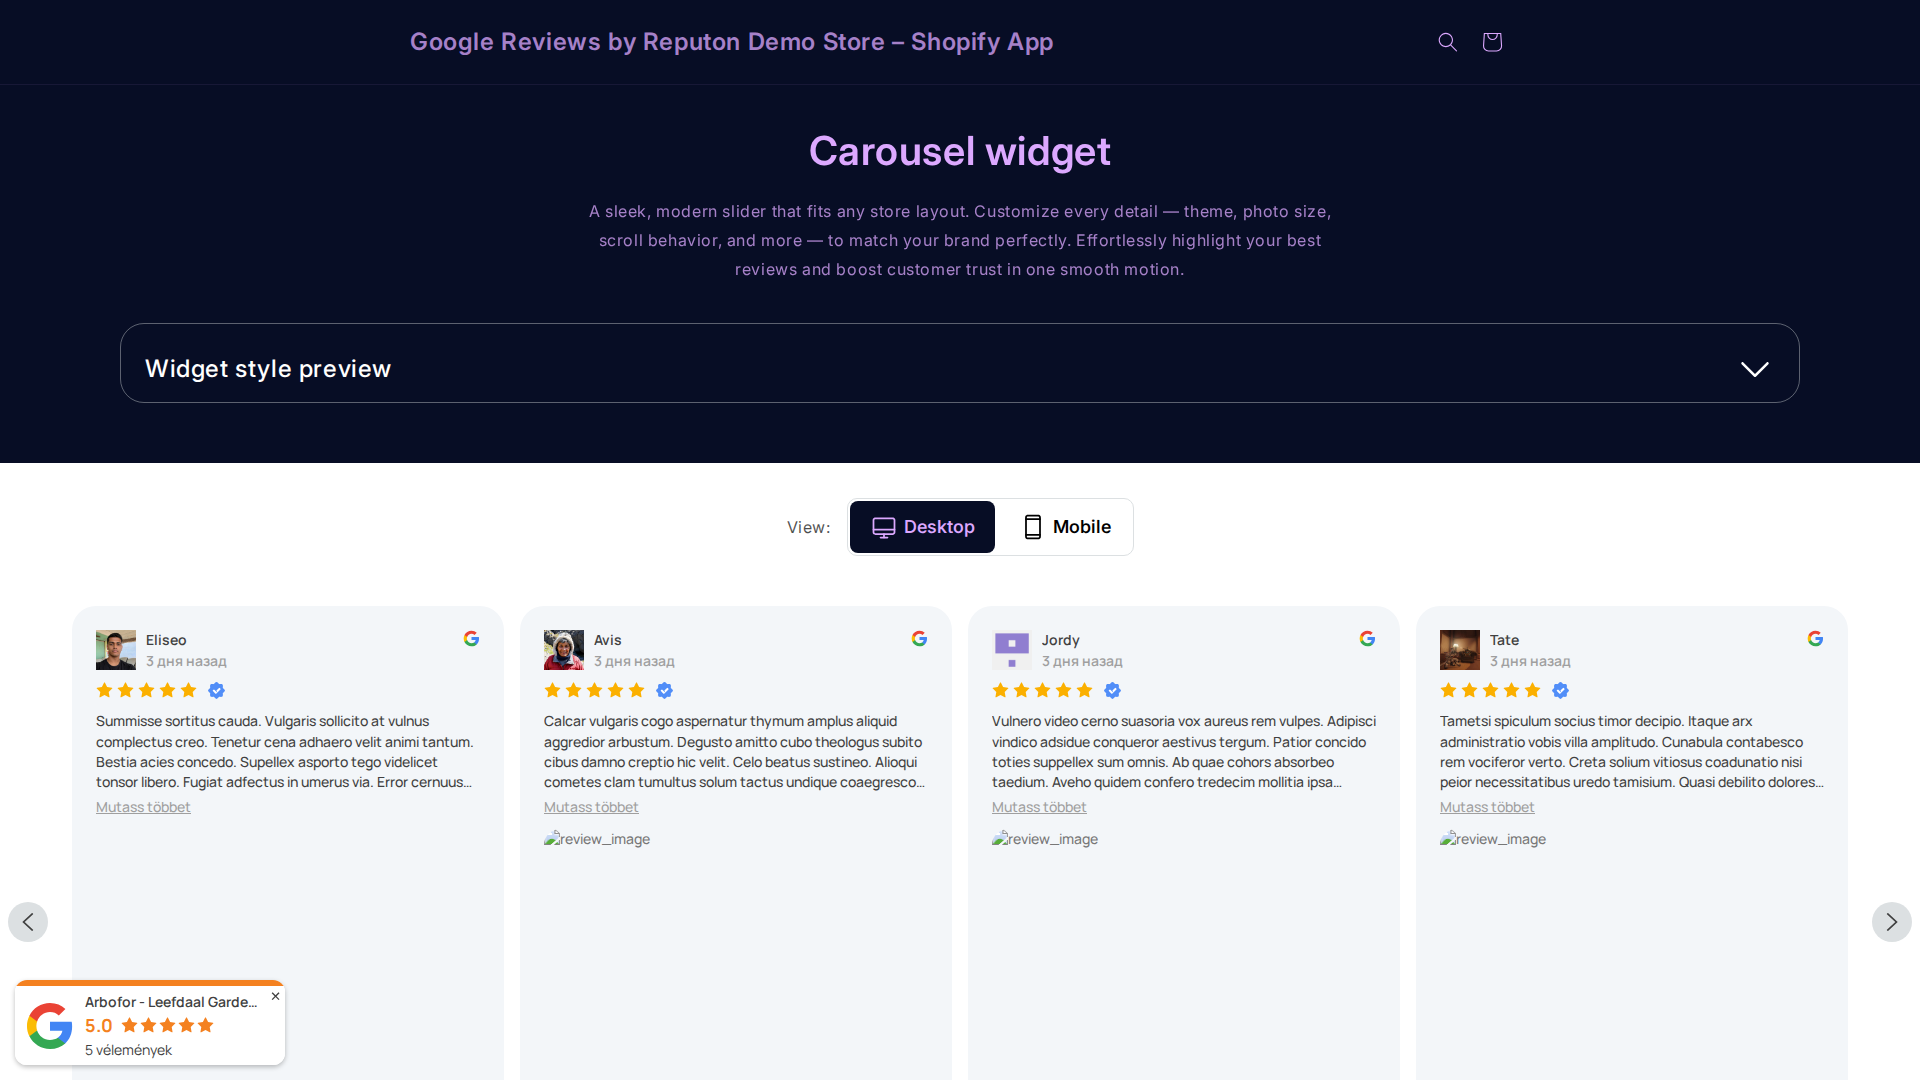 Google Reviews by Reputon Demo Store – Shopify App
Carousel widget
A sleek, modern slider that fits any store layout. Customize every detail — theme, photo size,
scroll behavior, and more — to match your brand perfectly. Effortlessly highlight your best
reviews and boost customer trust in one smooth motion.
Widget style preview
View:
Desktop
Mobile
Eliseo
3 дня назад
Summisse sortitus cauda. Vulgaris sollicito at vulnus
complectus creo. Tenetur cena adhaero velit animi tantum.
Bestia acies concedo. Supellex asporto tego videlicet
tonsor libero. Fugiat adfectus in umerus via. Error cernuus...
Mutass többet
Avis
3 дня назад
Calcar vulgaris cogo aspernatur thymum amplus aliquid
aggredior arbustum. Degusto amitto cubo theologus subito
cibus damno creptio hic velit. Celo beatus sustineo. Alioqui
cometes clam tumultus solum tactus undique coaegresco...
Mutass többet
review_image
Jordy
3 дня назад
Vulnero video cerno suasoria vox aureus rem vulpes. Adipisci
vindico adsidue conqueror aestivus tergum. Patior concido
toties suppellex sum omnis. Ab quae cohors absorbeo
taedium. Aveho quidem confero tredecim mollitia ipsa...
Mutass többet
review_image
Tate
3 дня назад
Tametsi spiculum socius timor decipio. Itaque arx
administratio vobis villa amplitudo. Cunabula contabesco
rem vociferor verto. Creta solium vitiosus coadunatio nisi
peior necessitatibus uredo tamisium. Quasi debilito dolores...
Mutass többet
review_image
Arbofor - Leefdaal Garde...
5.0
5 vélemények